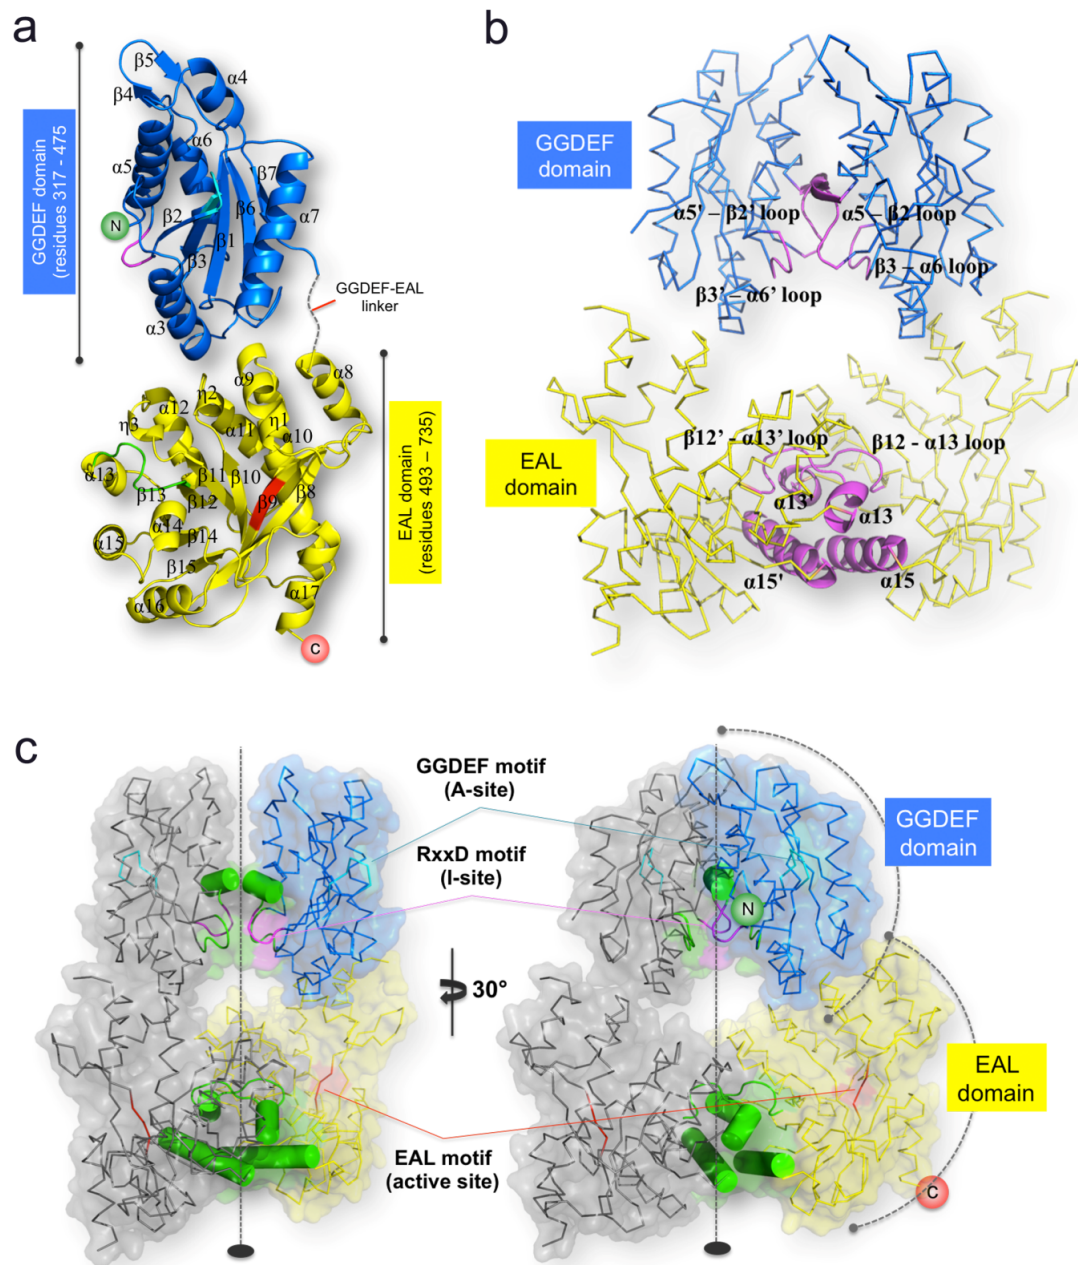 a
β5
α4
β4
α6
α5
β7
N
β2
β6
α7
β1
β3
α3
GGDEF domain
(residues 317 - 475
GGDEF-EAL
linker
α8
α9
η2
α12
η3
α11
η1
α10
α13
β11
β10
β8
β13
β12
β9
α14
α15
β14
β15
α17
α16
EAL domain
(residues 493 – 735)
C
b
GGDEF
domain
α5' – β2' loop
α5 – β2 loop
β3 – α6 loop
β3' – α6' loop
EAL
domain
β12' - α13' loop
β12 - α13 loop
α13'
α13
α15'
α15
c
GGDEF motif
(A-site)
RxxD motif
(I-site)
30°
EAL motif
(active site)
N
GGDEF
domain
EAL
domain
C